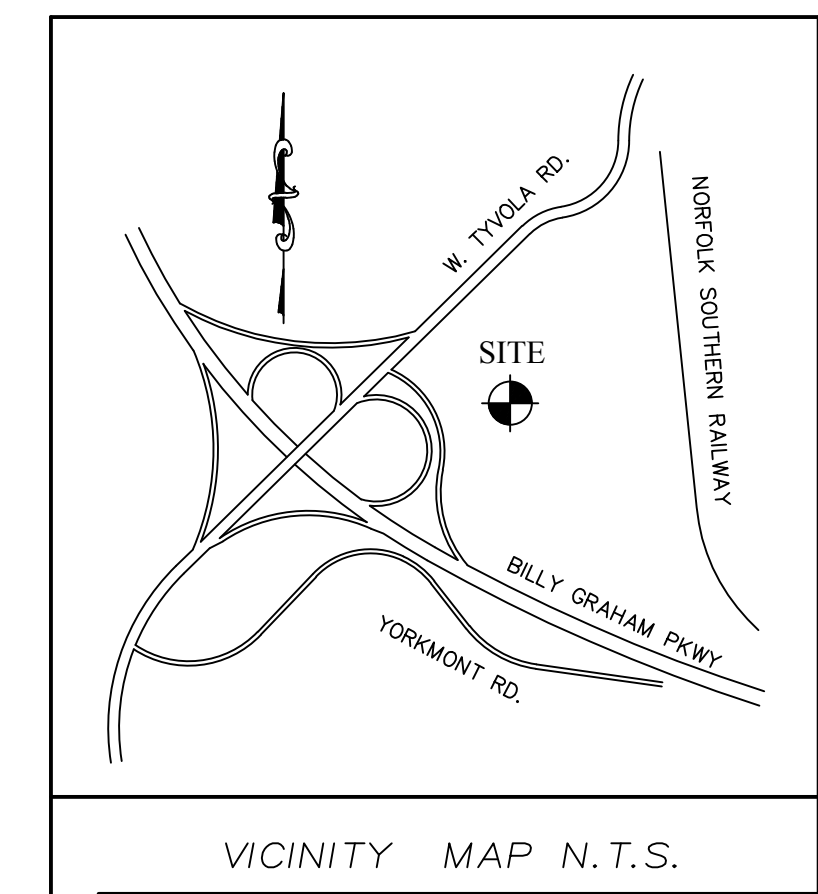 W. TYVOLA RD.
NORFOLK SOUTHERN RAILWAY
SITE
BILLY GRAHAM PKWY
YORKMONT RD.
VICINITY MAP N.T.S.